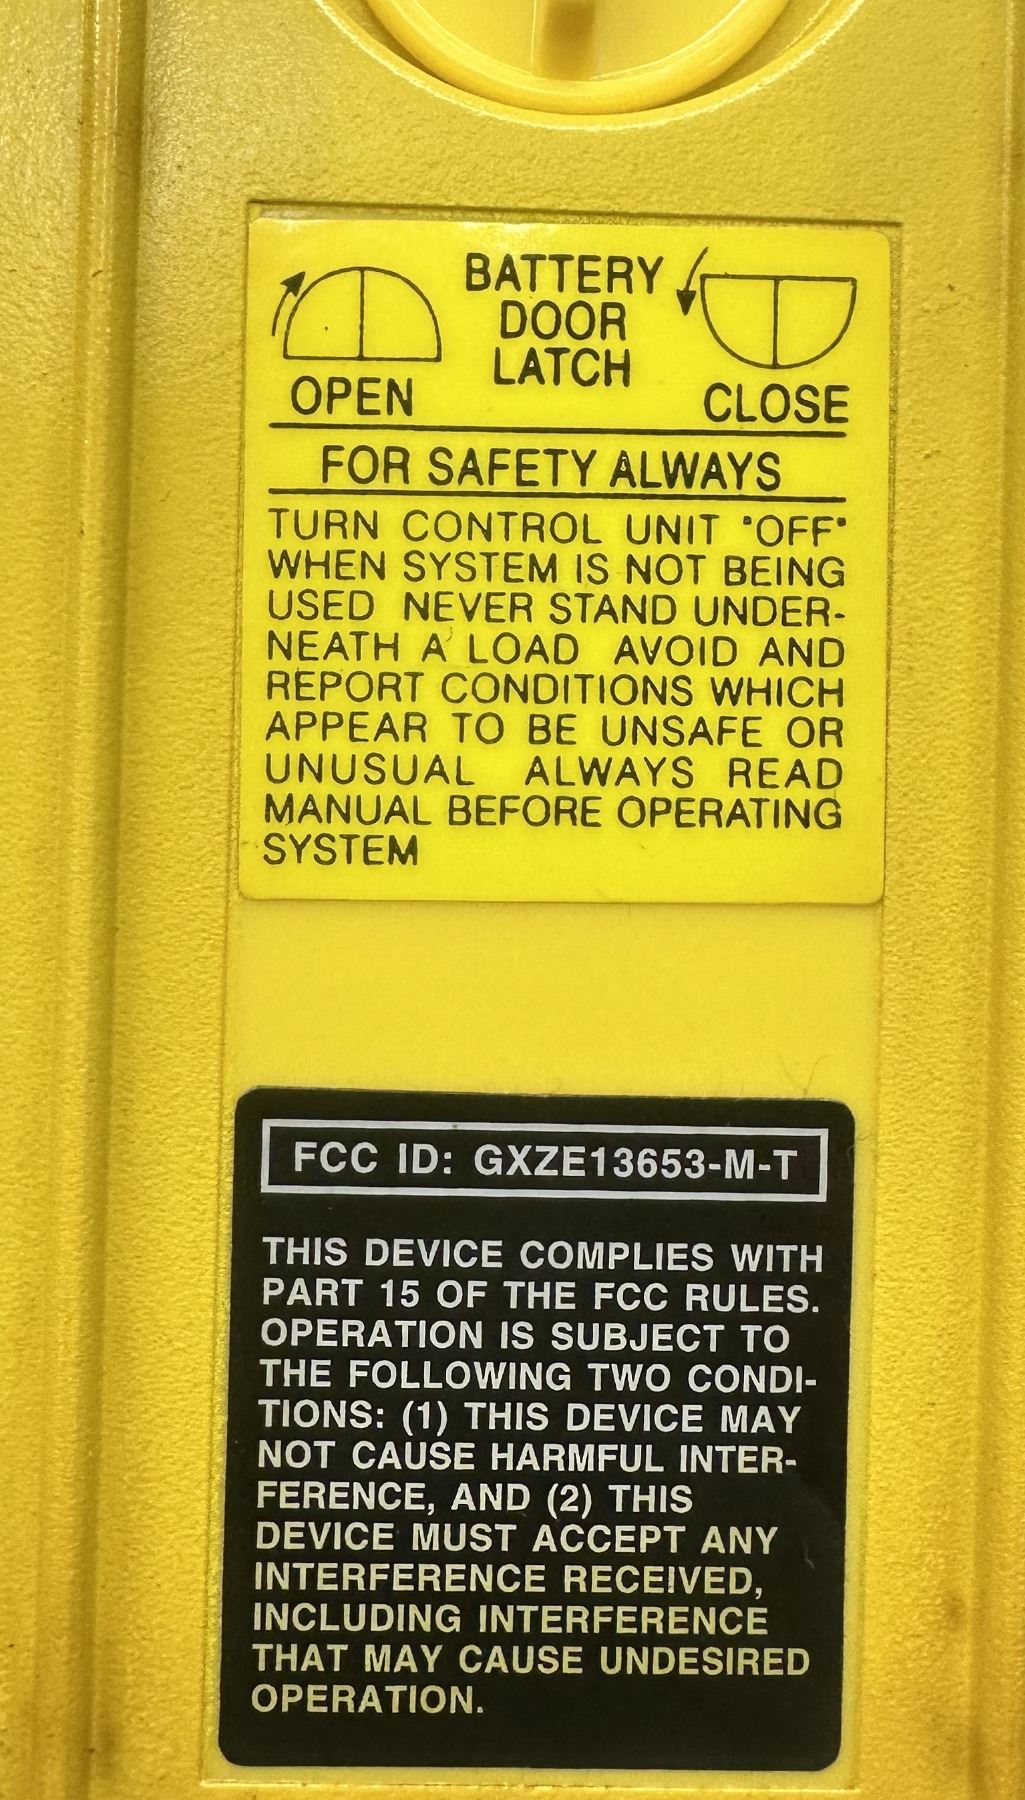 BATTERY
DOOR
LATCH
OPEN
CLOSE
FOR SAFETY ALWAYS
TURN CONTROL UNIT "OFF"
WHEN SYSTEM IS NOT BEING
USED NEVER STAND UNDER-
NEATH A LOAD AVOID AND
REPORT CONDITIONS WHICH
APPEAR TO BE UNSAFE OR
UNUSUAL ALWAYS READ
MANUAL BEFORE OPERATING
SYSTEM
FCC ID: GXZE13653-M-T
THIS DEVICE COMPLIES WITH
PART 15 OF THE FCC RULES.
OPERATION IS SUBJECT TO
THE FOLLOWING TWO CONDI-
TIONS: (1) THIS DEVICE MAY
NOT CAUSE HARMFUL INTER-
FERENCE, AND (2) THIS
DEVICE MUST ACCEPT ANY
INTERFERENCE RECEIVED,
INCLUDING INTERFERENCE
THAT MAY CAUSE UNDESIRED
OPERATION.